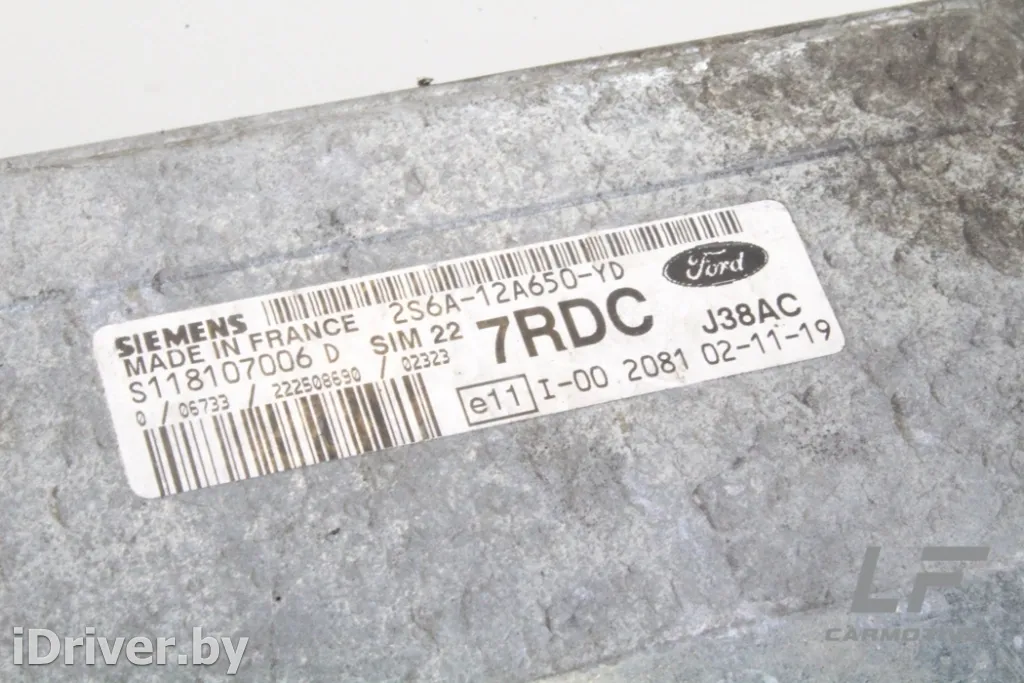 2S6A-12A650-YD
Ford
SIEMENS
MADE IN FRANCE
SIM 22
7RDC
J38AC
S118107006 D
0 / 06733 / 222508690 / 02323
e11
I-00 2081 02-11-19
LF
iDriver.by